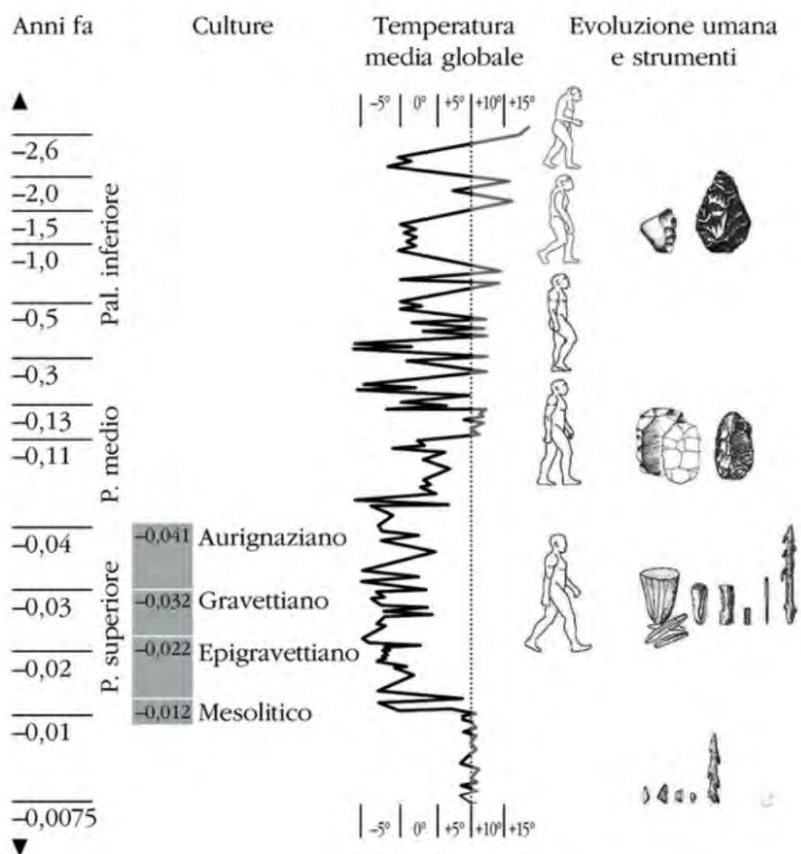 Anni fa
Culture
Temperatura
media globale
Evoluzione umana
e strumenti
–5° 0° +5° +10° +15°
–2,6
–2,0
–1,5
–1,0
–0,5
–0,3
–0,13
–0,11
–0,04
–0,03
–0,02
–0,01
–0,0075
Pal. inferiore
P. medio
P. superiore
–0,041 Aurignaziano
–0,032 Gravettiano
–0,022 Epigravettiano
–0,012 Mesolitico
–5° 0° +5° +10° +15°